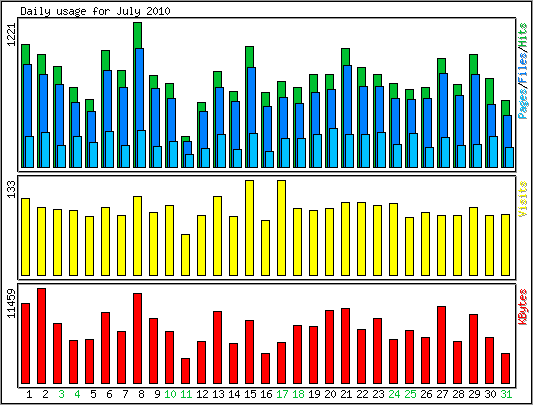 Daily usage for July 2010
1221
Pages/Files/Hits
133
Visits
11459
KBytes
1 2 3 4 5 6 7 8 9 10 11 12 13 14 15 16 17 18 19 20 21 22 23 24 25 26 27 28 29 30 31